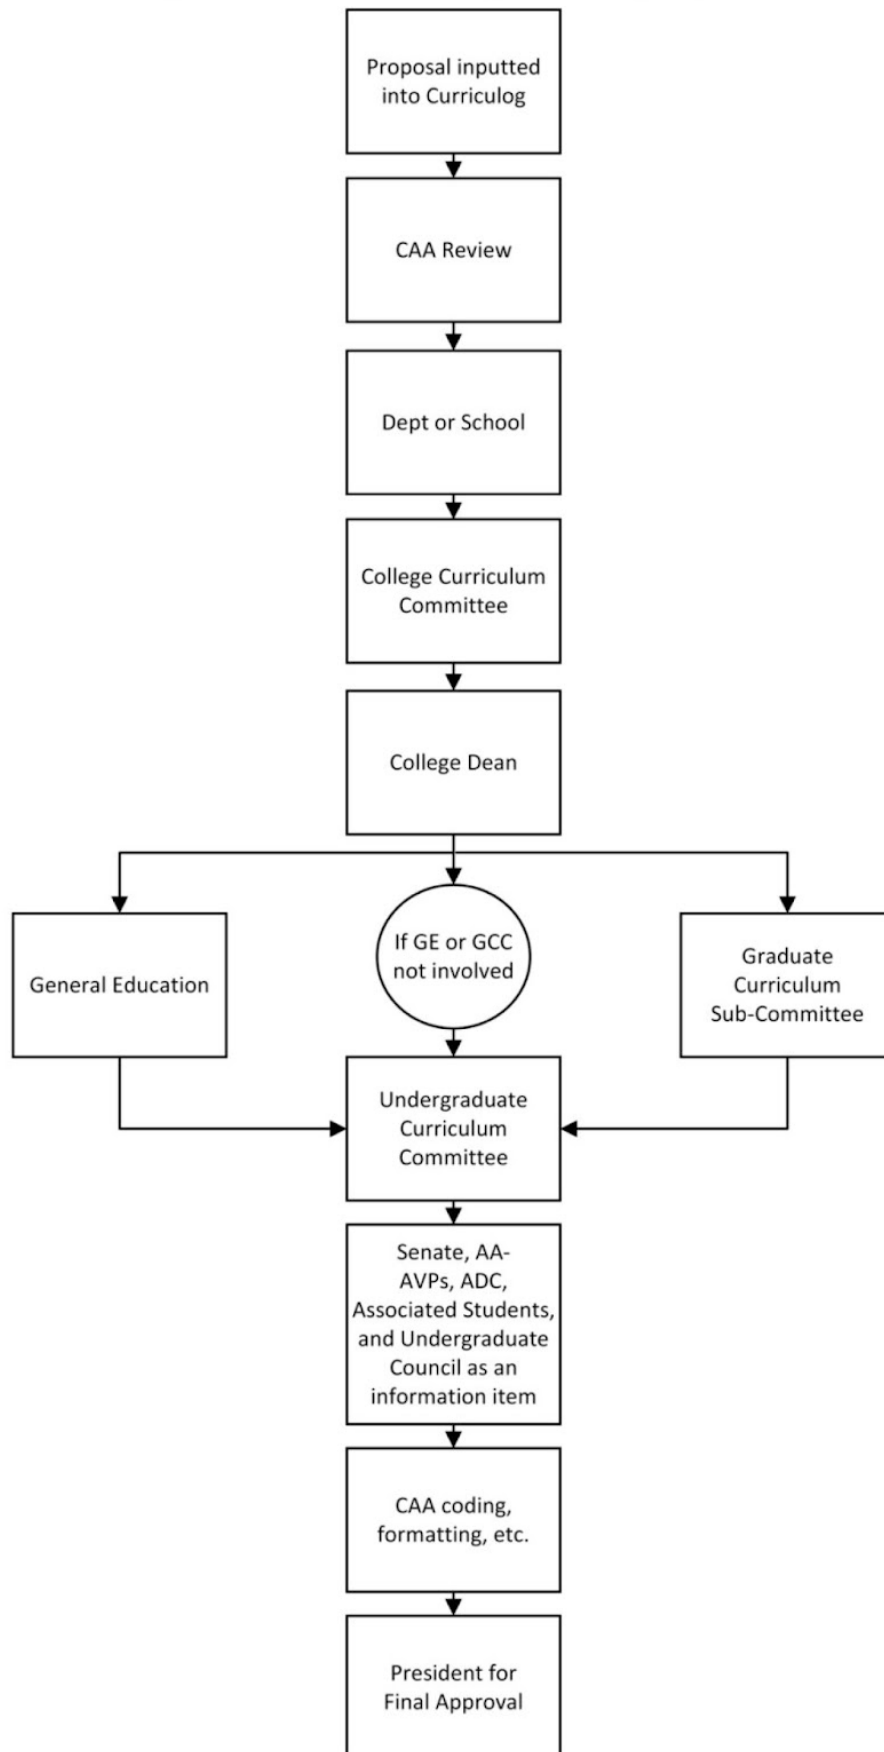 Proposal inputted
into Curriculog
CAA Review
Dept or School
College Curriculum
Committee
College Dean
General Education
If GE or GCC
not involved
Graduate
Curriculum
Sub-Committee
Undergraduate
Curriculum
Committee
Senate, AA-
AVPs, ADC,
Associated Students,
and Undergraduate
Council as an
information item
CAA coding,
formatting, etc.
President for
Final Approval